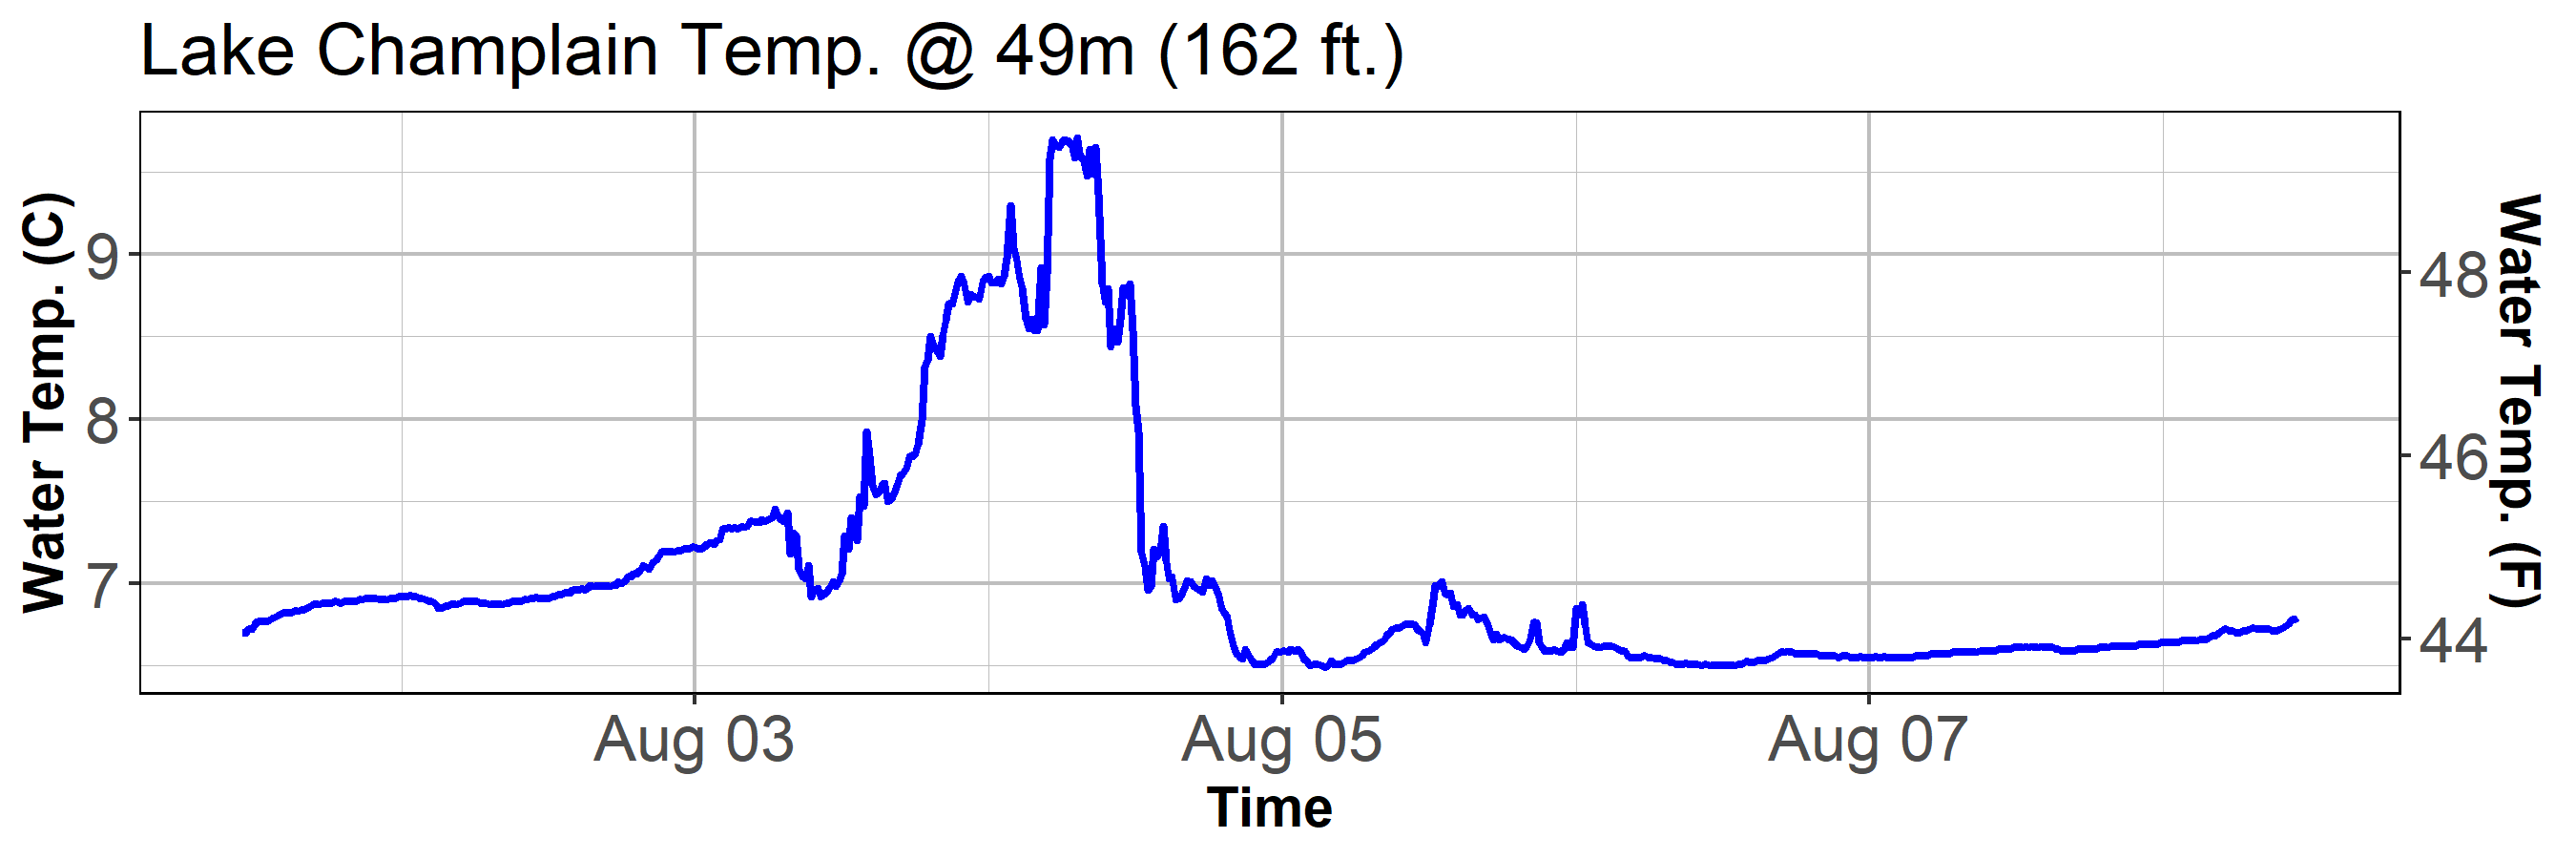 Lake Champlain Temp. @ 49m (162 ft.)
Water Temp. (C)
9
8
7
48
46
44
Water Temp. (F)
Aug 03
Aug 05
Aug 07
Time